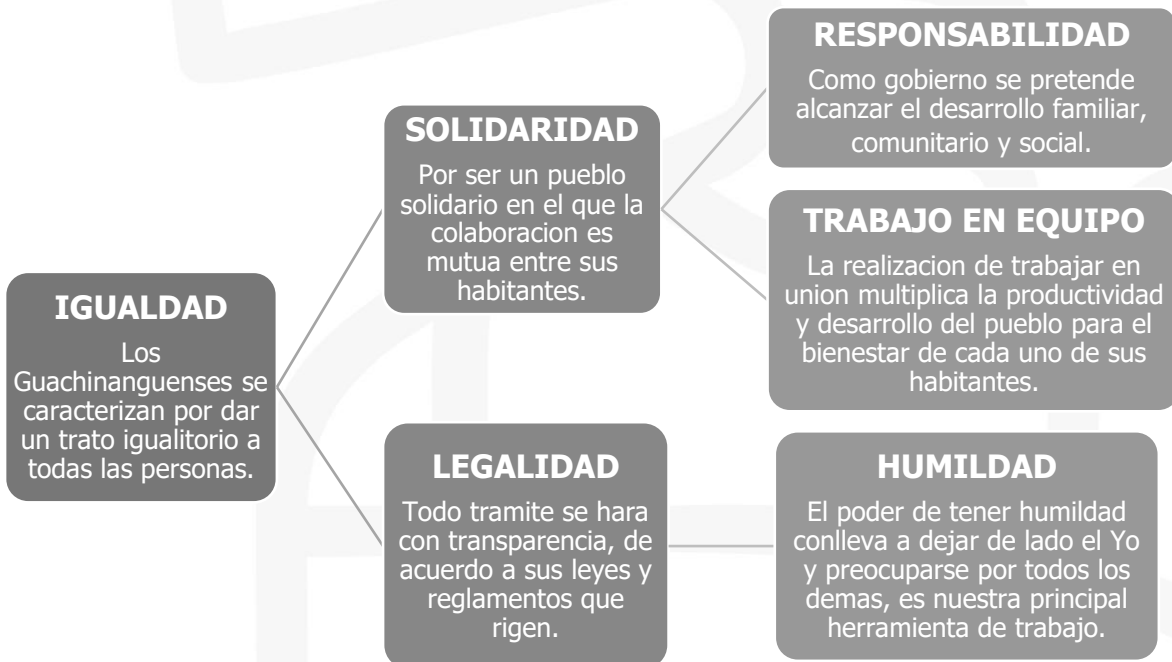 IGUALDAD
Los
Guachinanguenses se
caracterizan por dar
un trato igualitorio a
todas las personas.
SOLIDARIDAD
Por ser un pueblo
solidario en el que la
colaboracion es
mutua entre sus
habitantes.
RESPONSABILIDAD
Como gobierno se pretende
alcanzar el desarrollo familiar,
comunitario y social.
TRABAJO EN EQUIPO
La realizacion de trabajar en
union multiplica la productividad
y desarrollo del pueblo para el
bienestar de cada uno de sus
habitantes.
LEGALIDAD
Todo tramite se hara
con transparencia, de
acuerdo a sus leyes y
reglamentos que
rigen.
HUMILDAD
El poder de tener humildad
conlleva a dejar de lado el Yo
y preocuparse por todos los
demas, es nuestra principal
herramienta de trabajo.